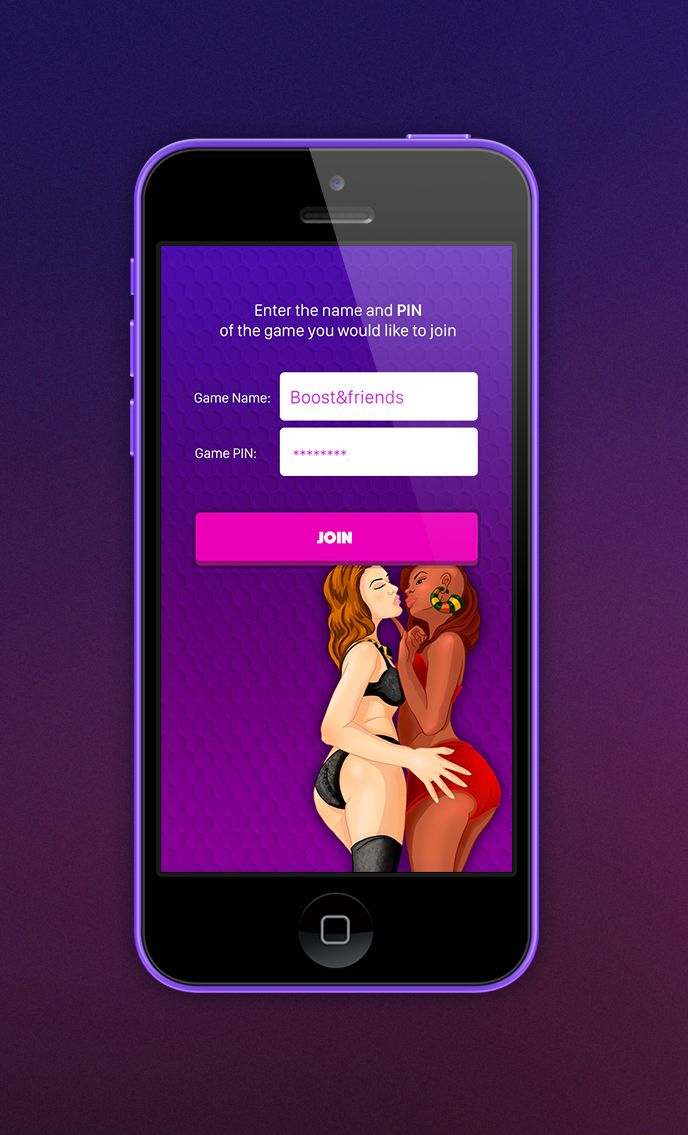 Enter the name and PIN
of the game you would like to join
Game Name: Boost&friends
Game PIN: ********
JOIN